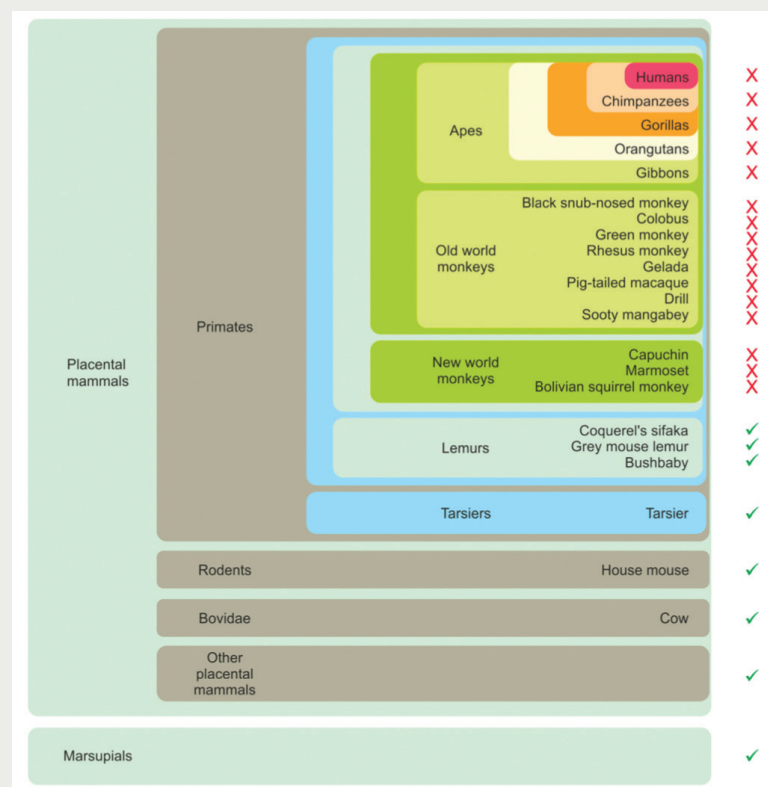 Humans X
Chimpanzees X
Gorillas X
Apes
Orangutans X
Gibbons X
Black snub-nosed monkey X
Colobus X
Green monkey X
Old world
monkeys
Rhesus monkey X
Gelada X
Pig-tailed macaque X
Drill X
Sooty mangabey X
Primates
Placental
mammals
New world
monkeys
Capuchin X
Marmoset X
Bolivian squirrel monkey X
Coquerel's sifaka ✓
Lemurs
Grey mouse lemur ✓
Bushbaby ✓
Tarsiers
Tarsier ✓
Rodents
House mouse ✓
Bovidae
Cow ✓
Other
placental
mammals
✓
Marsupials ✓